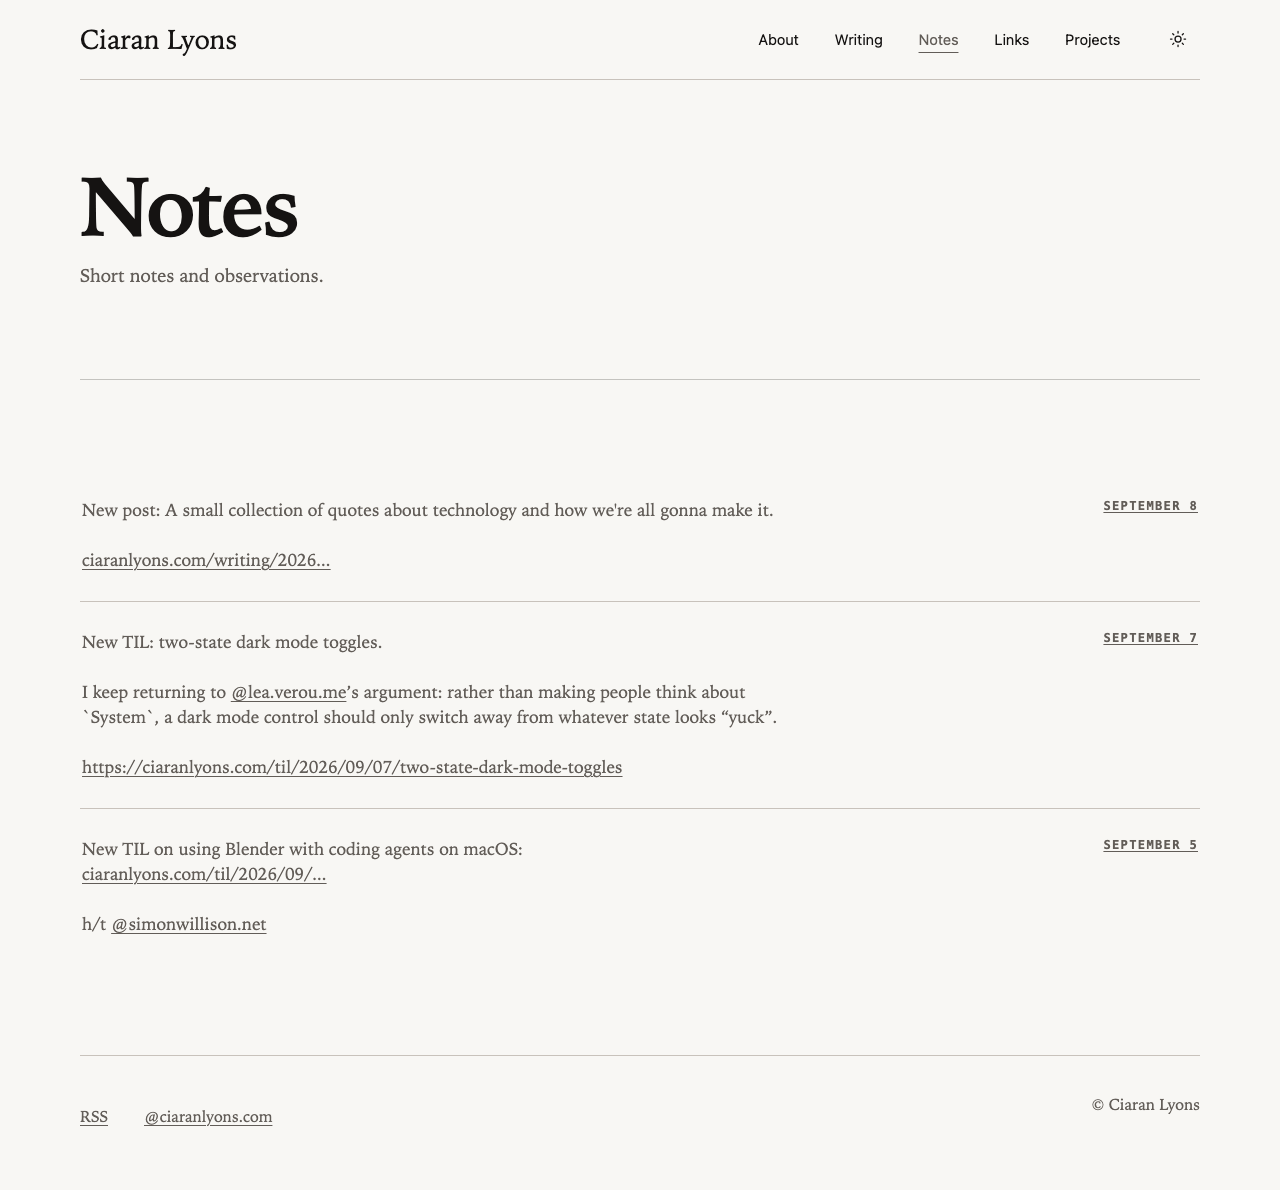 Ciaran Lyons
About Writing Notes Links Projects
Notes
Short notes and observations.
New post: A small collection of quotes about technology and how we're all gonna make it.
SEPTEMBER 8
ciaranlyons.com/writing/2026...
New TIL: two-state dark mode toggles.
SEPTEMBER 7
I keep returning to @lea.verou.me’s argument: rather than making people think about
`System`, a dark mode control should only switch away from whatever state looks “yuck”.
https://ciaranlyons.com/til/2026/09/07/two-state-dark-mode-toggles
New TIL on using Blender with coding agents on macOS:
SEPTEMBER 5
ciaranlyons.com/til/2026/09/...
h/t @simonwillison.net
RSS @ciaranlyons.com
© Ciaran Lyons